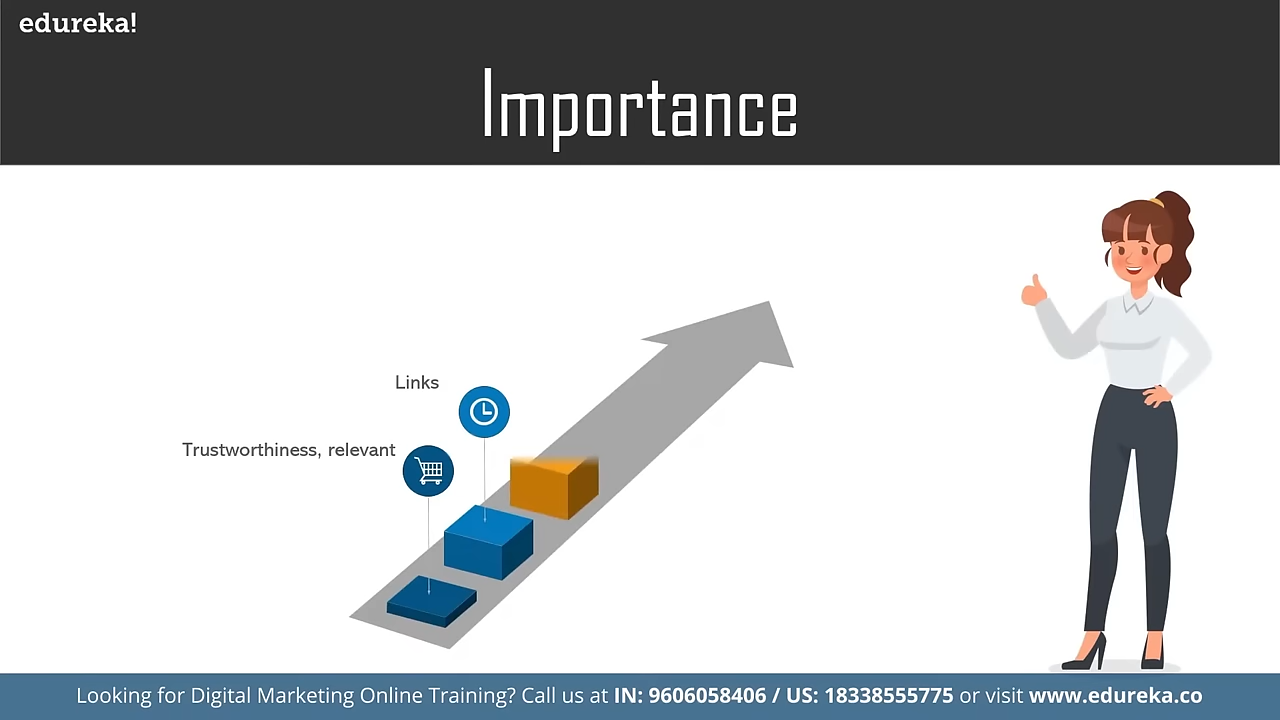 edureka!
Importance
Links
Trustworthiness, relevant
Looking for Digital Marketing Online Training? Call us at IN: 9606058406 / US: 18338555775 or visit www.edureka.co